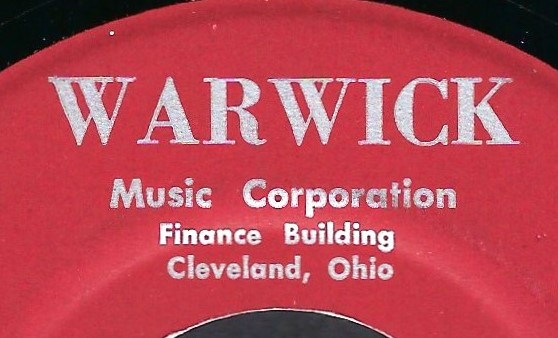 WARWICK
Music Corporation
Finance Building
Cleveland, Ohio